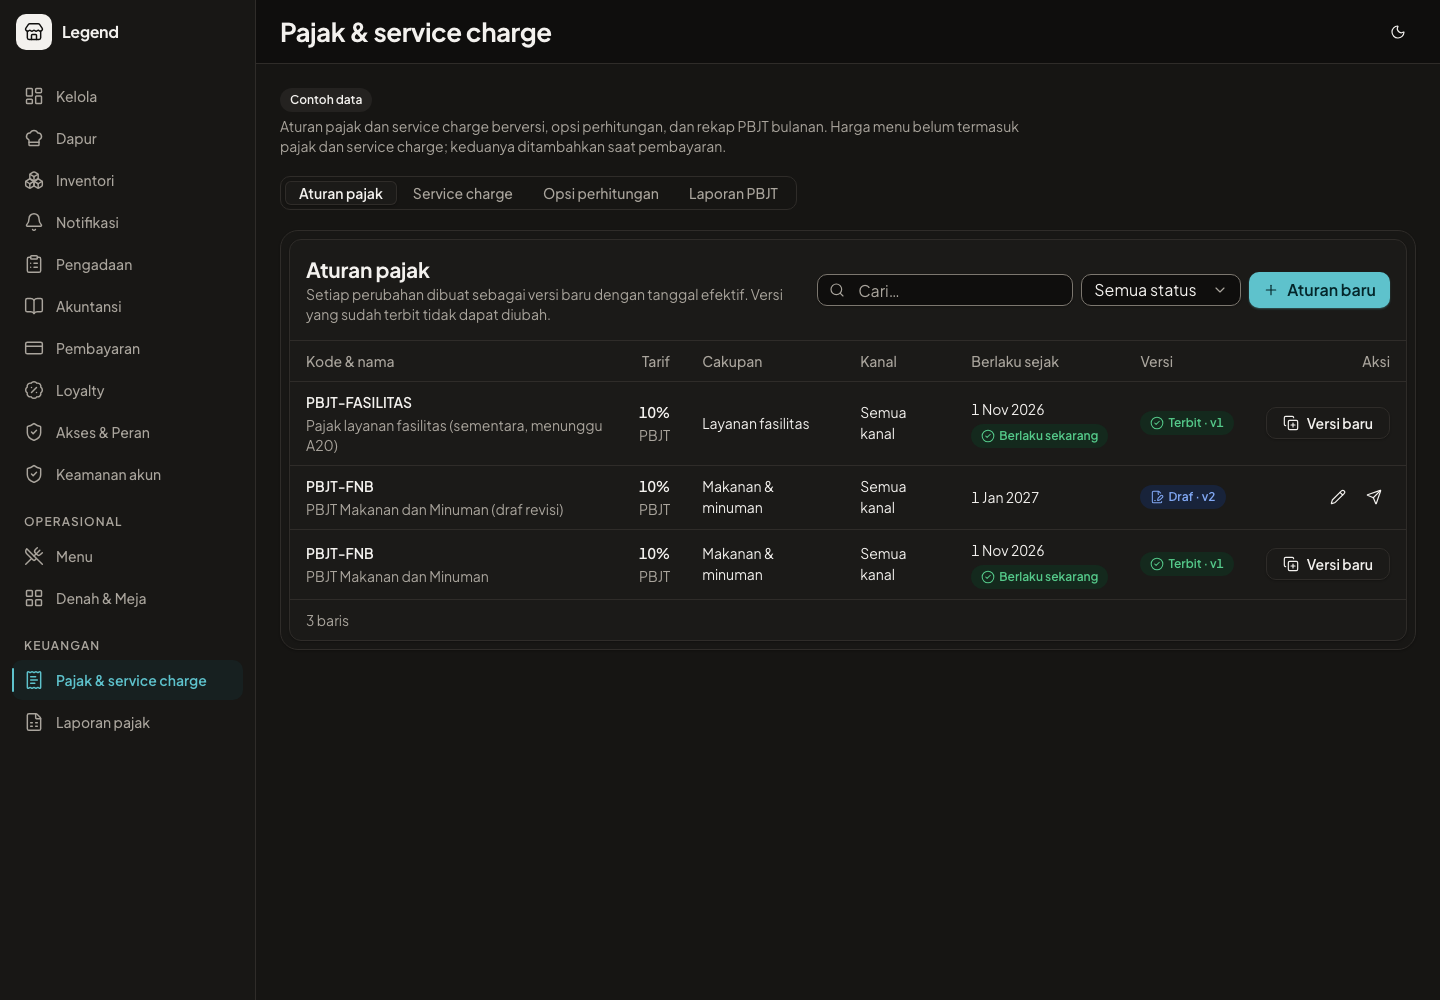 Legend
Pajak & service charge
Kelola
Dapur
Inventori
Notifikasi
Pengadaan
Akuntansi
Pembayaran
Loyalty
Akses & Peran
Keamanan akun
OPERASIONAL
Menu
Denah & Meja
KEUANGAN
Pajak & service charge
Laporan pajak
Contoh data
Aturan pajak dan service charge berversi, opsi perhitungan, dan rekap PBJT bulanan. Harga menu belum termasuk
pajak dan service charge; keduanya ditambahkan saat pembayaran.
Aturan pajak Service charge Opsi perhitungan Laporan PBJT
Aturan pajak
Setiap perubahan dibuat sebagai versi baru dengan tanggal efektif. Versi
yang sudah terbit tidak dapat diubah.
Cari... Semua status Aturan baru
Kode & nama Tarif Cakupan Kanal Berlaku sejak Versi Aksi
PBJT-FASILITAS
Pajak layanan fasilitas (sementara, menunggu
A20)
10%
PBJT
Layanan fasilitas
Semua
kanal
1 Nov 2026
Berlaku sekarang
Terbit · v1
Versi baru
PBJT-FNB
PBJT Makanan dan Minuman (draf revisi)
10%
PBJT
Makanan &
minuman
Semua
kanal
1 Jan 2027
Draf · v2
PBJT-FNB
PBJT Makanan dan Minuman
10%
PBJT
Makanan &
minuman
Semua
kanal
1 Nov 2026
Berlaku sekarang
Terbit · v1
Versi baru
3 baris